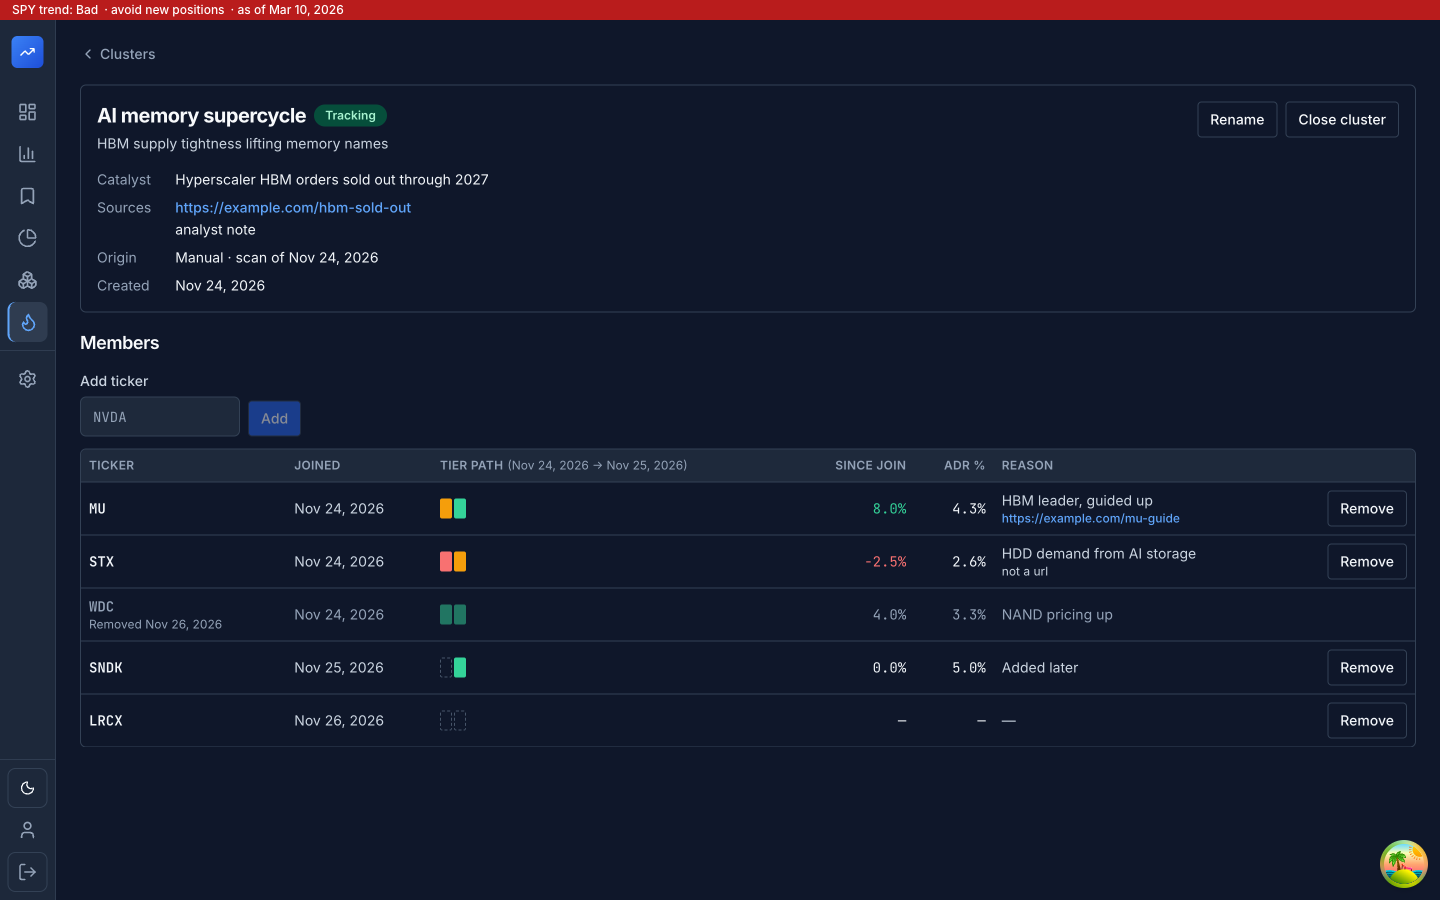 SPY trend: Bad · avoid new positions · as of Mar 10, 2026
Clusters
AI memory supercycle Tracking
Rename Close cluster
HBM supply tightness lifting memory names
Catalyst Hyperscaler HBM orders sold out through 2027
Sources https://example.com/hbm-sold-out
analyst note
Origin Manual · scan of Nov 24, 2026
Created Nov 24, 2026
Members
Add ticker
NVDA Add
TICKER JOINED TIER PATH (Nov 24, 2026 → Nov 25, 2026) SINCE JOIN ADR % REASON
MU Nov 24, 2026 8.0% 4.3% HBM leader, guided up Remove
https://example.com/mu-guide
STX Nov 24, 2026 -2.5% 2.6% HDD demand from AI storage Remove
not a url
WDC Nov 24, 2026 4.0% 3.3% NAND pricing up
Removed Nov 26, 2026
SNDK Nov 25, 2026 0.0% 5.0% Added later Remove
LRCX Nov 26, 2026 — — — Remove